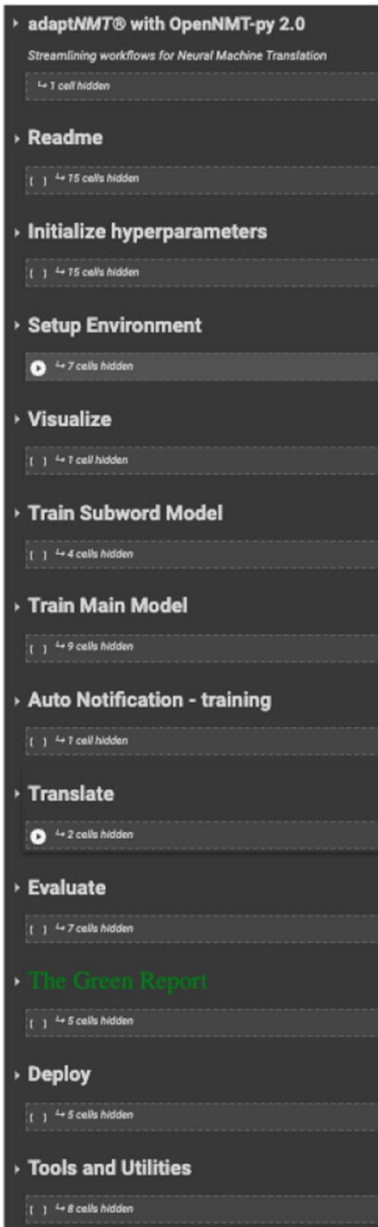 adaptNMT® with OpenNMT-py 2.0
Streamlining workflows for Neural Machine Translation
↳ 1 cell hidden
Readme
[ ] ↳ 15 cells hidden
Initialize hyperparameters
[ ] ↳ 15 cells hidden
Setup Environment
↳ 7 cells hidden
Visualize
[ ] ↳ 1 cell hidden
Train Subword Model
[ ] ↳ 4 cells hidden
Train Main Model
[ ] ↳ 9 cells hidden
Auto Notification - training
[ ] ↳ 1 cell hidden
Translate
↳ 2 cells hidden
Evaluate
[ ] ↳ 7 cells hidden
The Green Report
[ ] ↳ 5 cells hidden
Deploy
[ ] ↳ 5 cells hidden
Tools and Utilities
[ ] ↳ 8 cells hidden